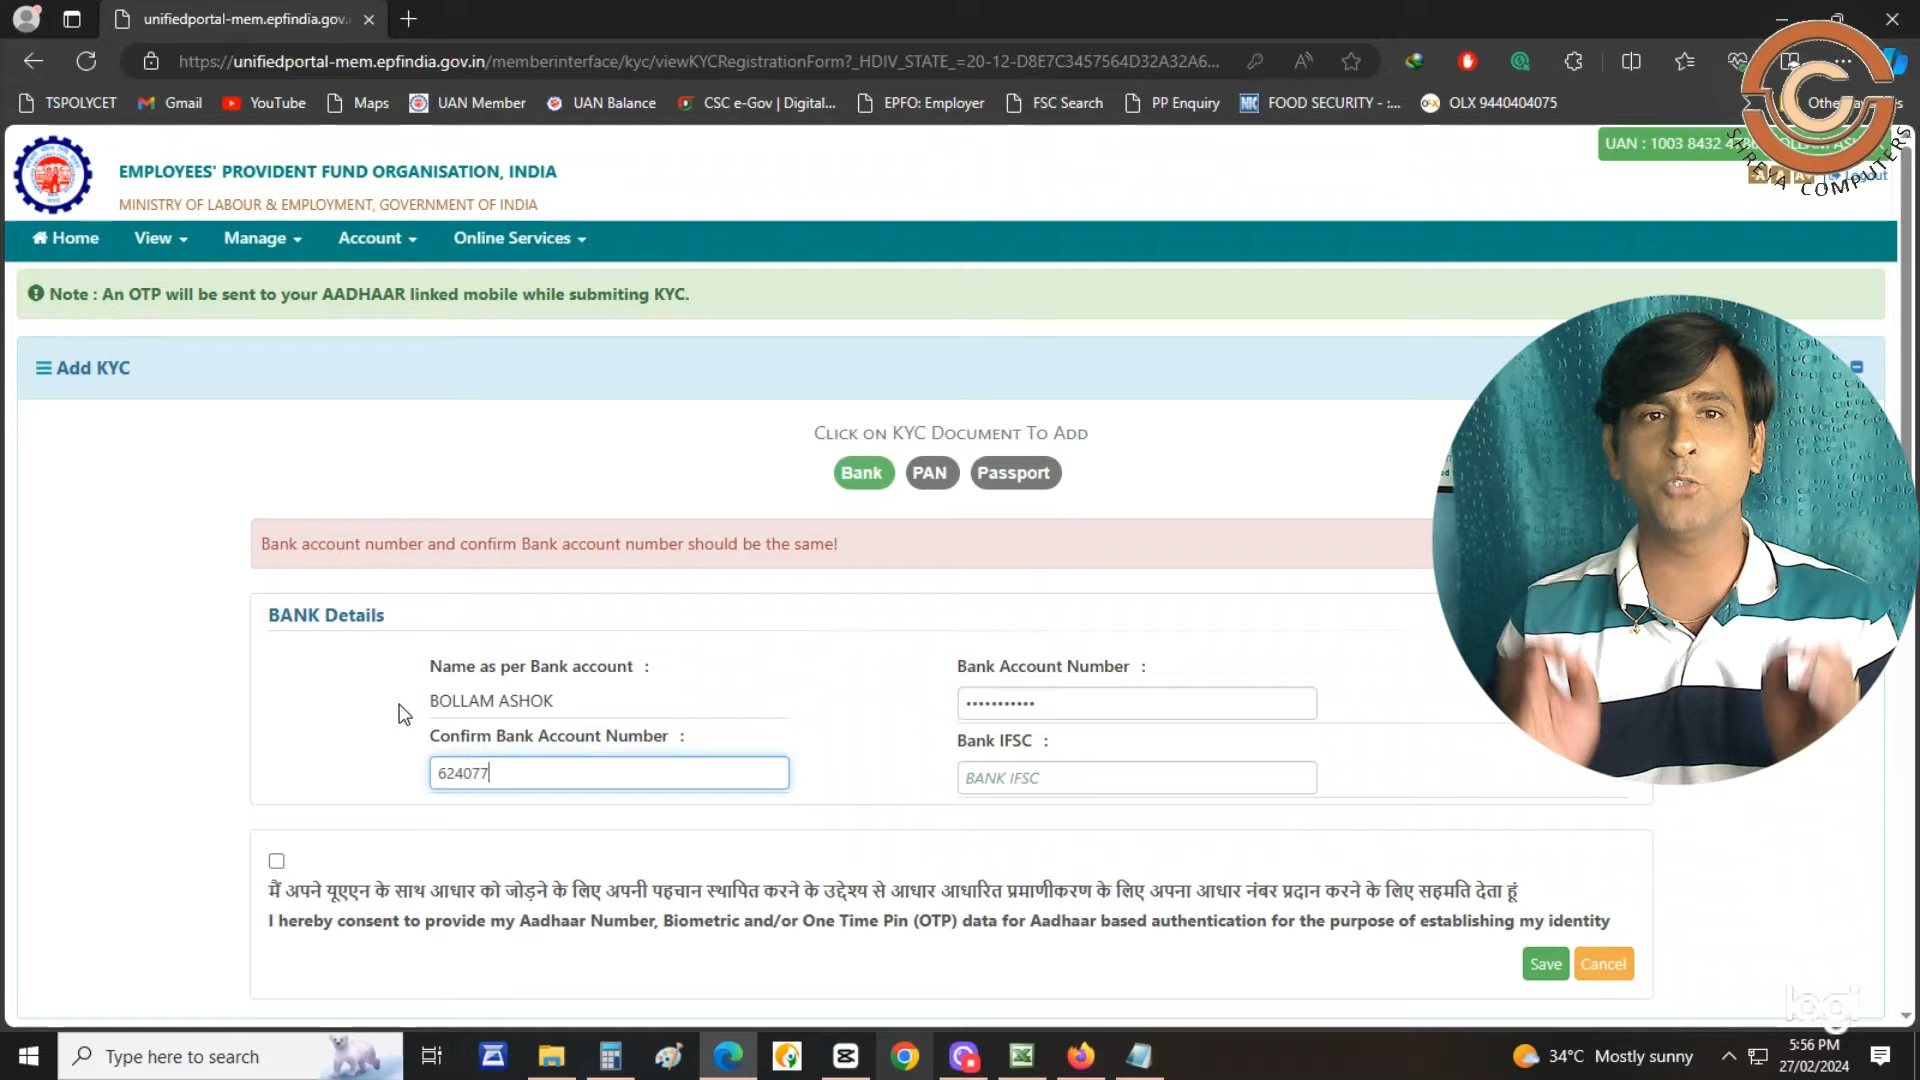 unifiedportal-mem.epfindia.gov.i
https://unifiedportal-mem.epfindia.gov.in/memberinterface/kyc/viewKYCRegistrationForm?_HDIV_STATE_=20-12-D8E7C3457564D32A32A6...
TSPOLYCET Gmail YouTube Maps UAN Member UAN Balance CSC e-Gov | Digital... EPFO: Employer FSC Search PP Enquiry FOOD SECURITY - :... OLX 9440404075
SHREYA COMPUTERS
UAN : 1003 8432
EMPLOYEES' PROVIDENT FUND ORGANISATION, INDIA
Logout
MINISTRY OF LABOUR & EMPLOYMENT, GOVERNMENT OF INDIA
Home View Manage Account Online Services
Note : An OTP will be sent to your AADHAAR linked mobile while submiting KYC.
Add KYC
CLICK ON KYC DOCUMENT TO ADD
Bank PAN Passport
Bank account number and confirm Bank account number should be the same!
BANK Details
Name as per Bank account : Bank Account Number :
BOLLAM ASHOK •••••••••••
Confirm Bank Account Number : Bank IFSC :
624077 BANK IFSC
मैं अपने यूएएन के साथ आधार को जोड़ने के लिए अपनी पहचान स्थापित करने के उद्देश्य से आधार आधारित प्रमाणीकरण के लिए अपना आधार नंबर प्रदान करने के लिए सहमति देता हूं
I hereby consent to provide my Aadhaar Number, Biometric and/or One Time Pin (OTP) data for Aadhaar based authentication for the purpose of establishing my identity
Save Cancel
logi
Type here to search
34°C Mostly sunny
5:56 PM
27/02/2024